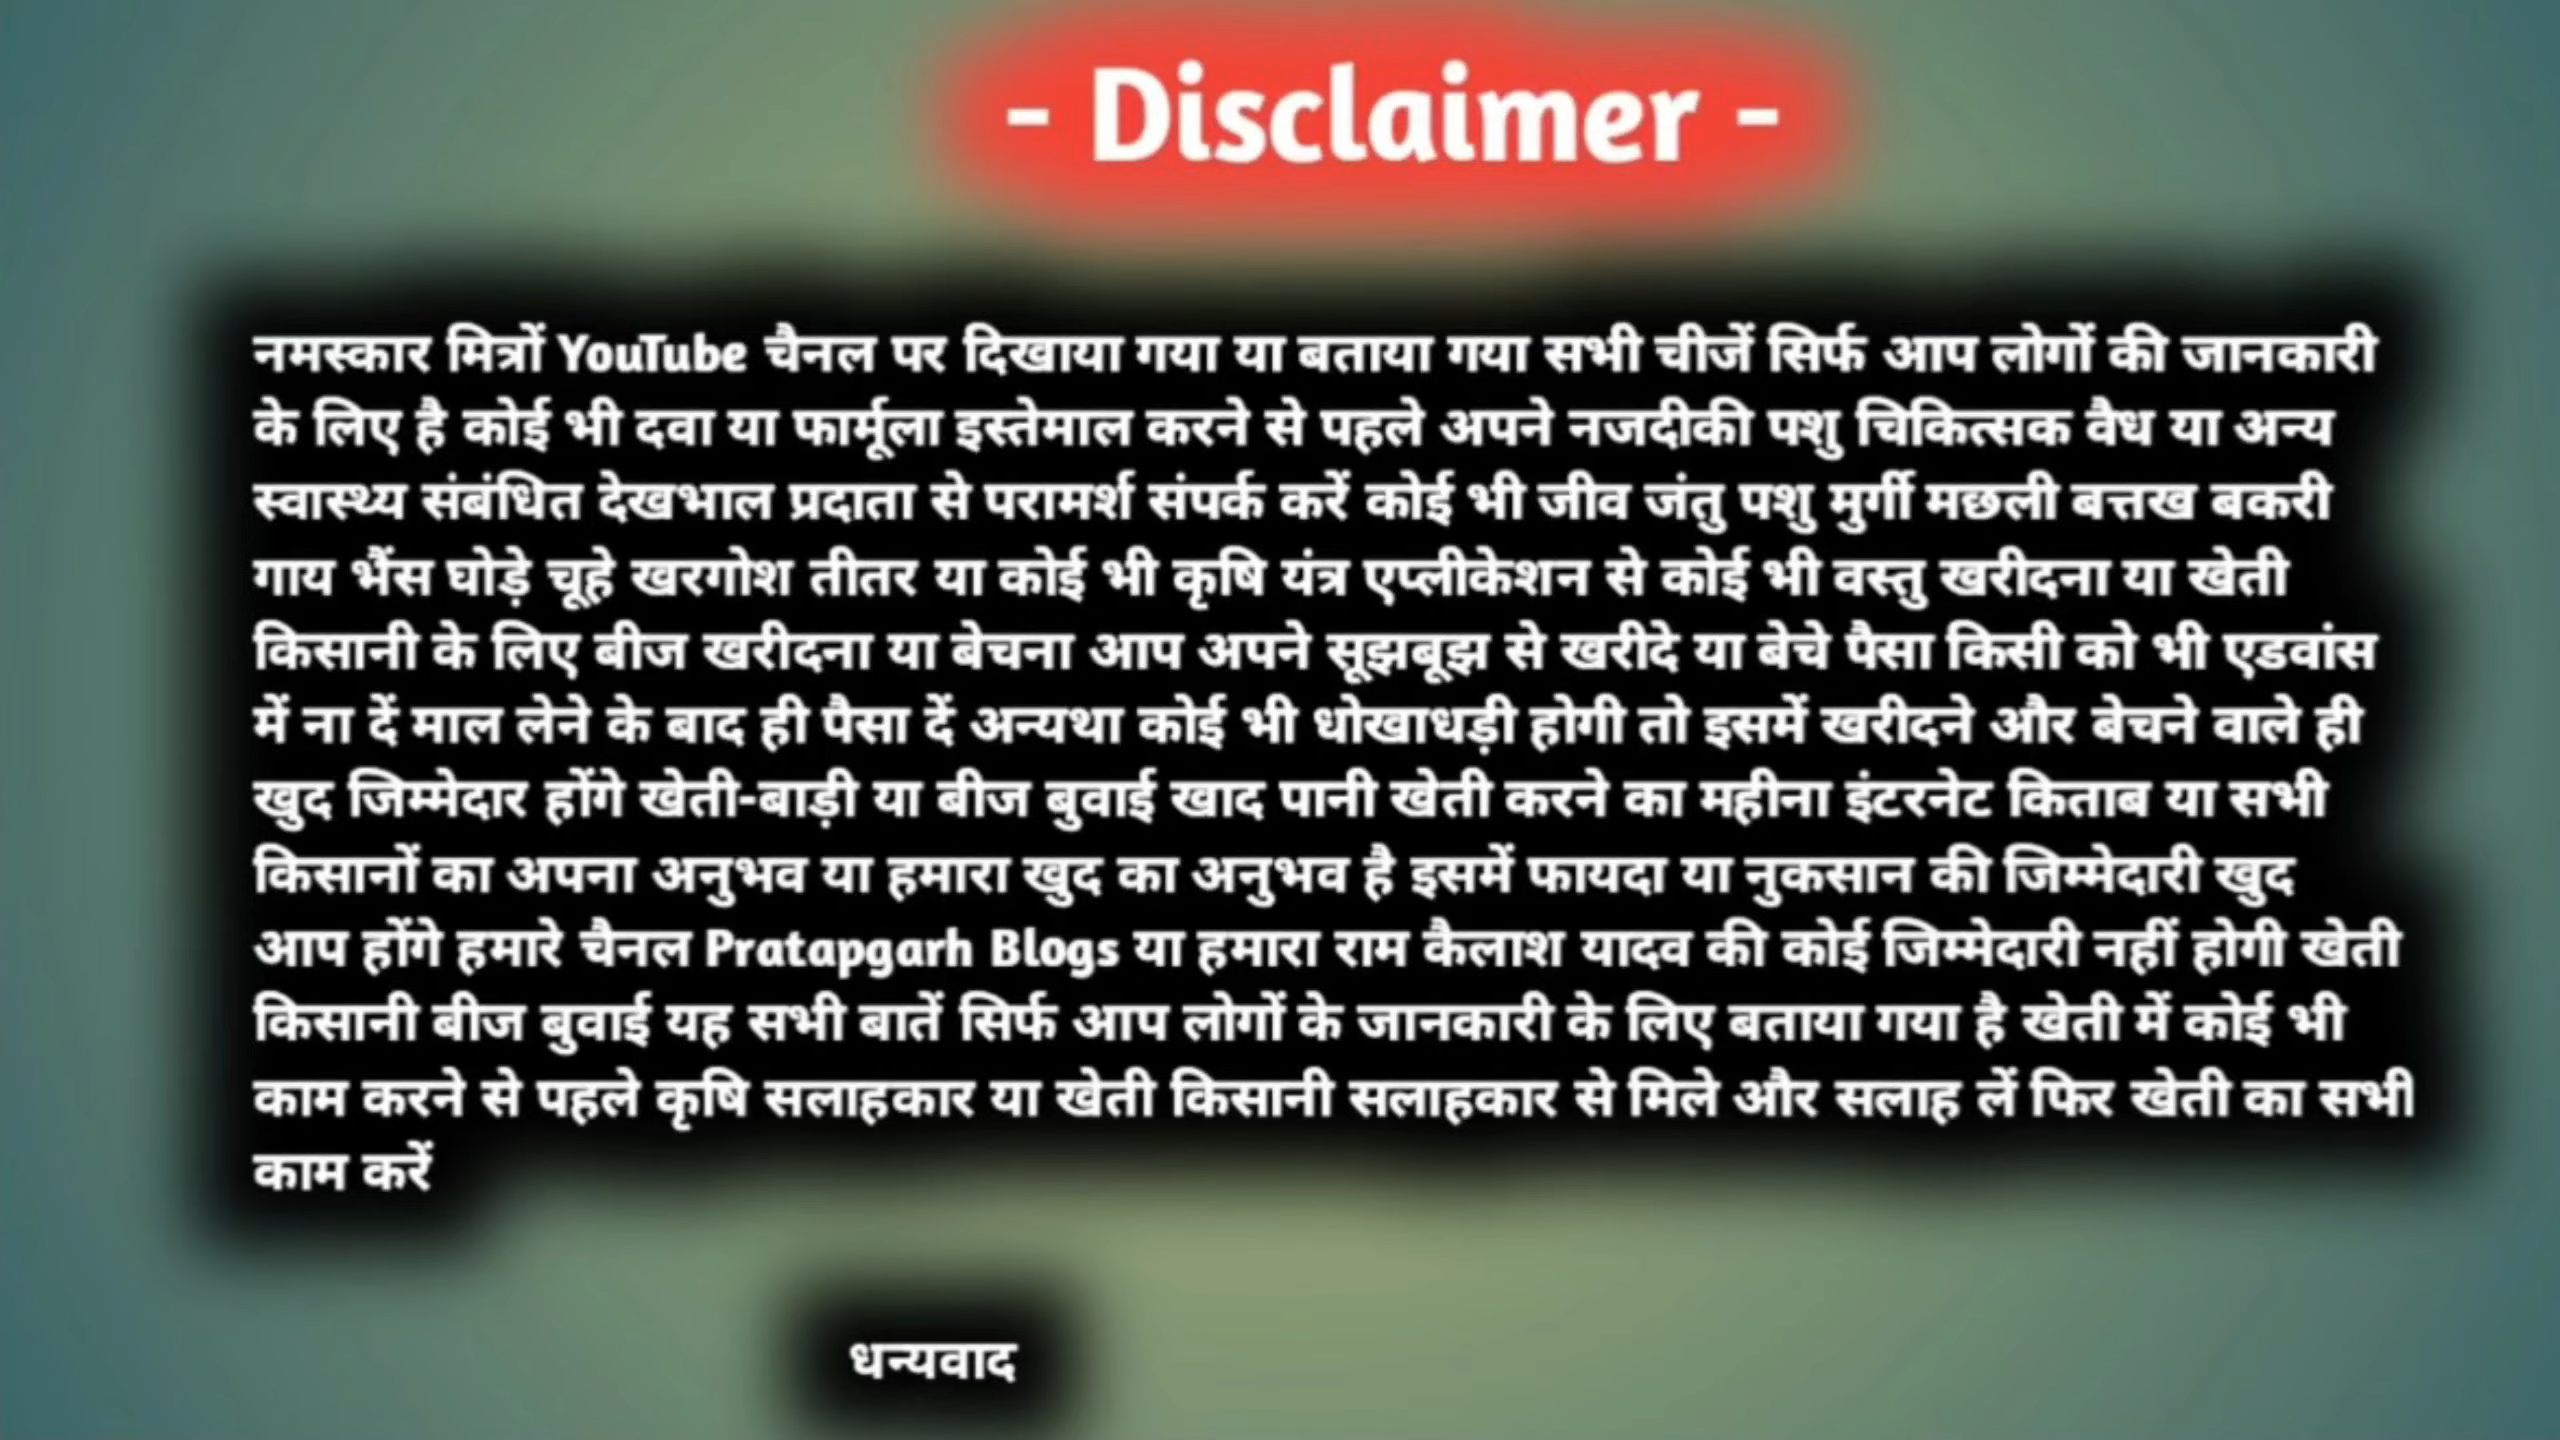 - Disclaimer -
नमस्कार मित्रों YouTube चैनल पर दिखाया गया या बताया गया सभी चीजें सिर्फ आप लोगों की जानकारी
के लिए है कोई भी दवा या फार्मूला इस्तेमाल करने से पहले अपने नजदीकी पशु चिकित्सक वैध या अन्य
स्वास्थ्य संबंधित देखभाल प्रदाता से परामर्श संपर्क करें कोई भी जीव जंतु पशु मुर्गी मछली बत्तख बकरी
गाय भैंस घोड़े चूहे खरगोश तीतर या कोई भी कृषि यंत्र एप्लीकेशन से कोई भी वस्तु खरीदना या खेती
किसानी के लिए बीज खरीदना या बेचना आप अपने सूझबूझ से खरीदे या बेचे पैसा किसी को भी एडवांस
में ना दें माल लेने के बाद ही पैसा दें अन्यथा कोई भी धोखाधड़ी होगी तो इसमें खरीदने और बेचने वाले ही
खुद जिम्मेदार होंगे खेती-बाड़ी या बीज बुवाई खाद पानी खेती करने का महीना इंटरनेट किताब या सभी
किसानों का अपना अनुभव या हमारा खुद का अनुभव है इसमें फायदा या नुकसान की जिम्मेदारी खुद
आप होंगे हमारे चैनल Pratapgarh Blogs या हमारा राम कैलाश यादव की कोई जिम्मेदारी नहीं होगी खेती
किसानी बीज बुवाई यह सभी बातें सिर्फ आप लोगों के जानकारी के लिए बताया गया है खेती में कोई भी
काम करने से पहले कृषि सलाहकार या खेती किसानी सलाहकार से मिले और सलाह लें फिर खेती का सभी
काम करें
धन्यवाद